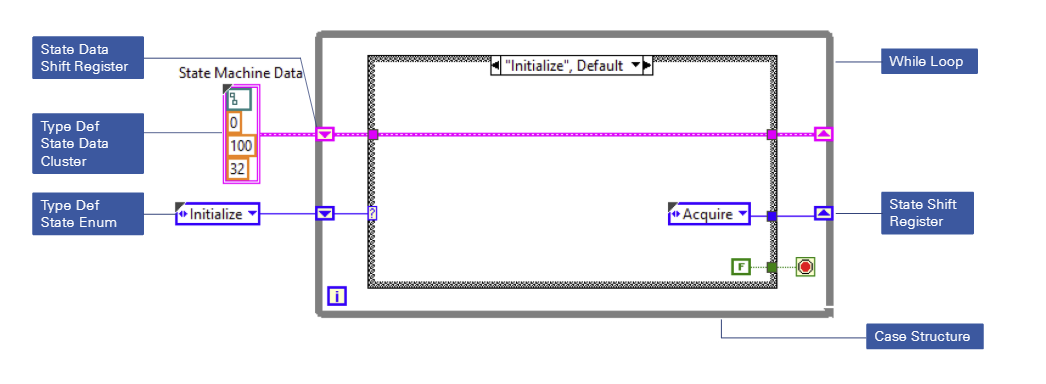 State Data
Shift Register
State Machine Data
"Initialize", Default
While Loop
Type Def
State Data
Cluster
0
100
32
Type Def
State Enum
Initialize
?
Acquire
State Shift
Register
F
i
Case Structure